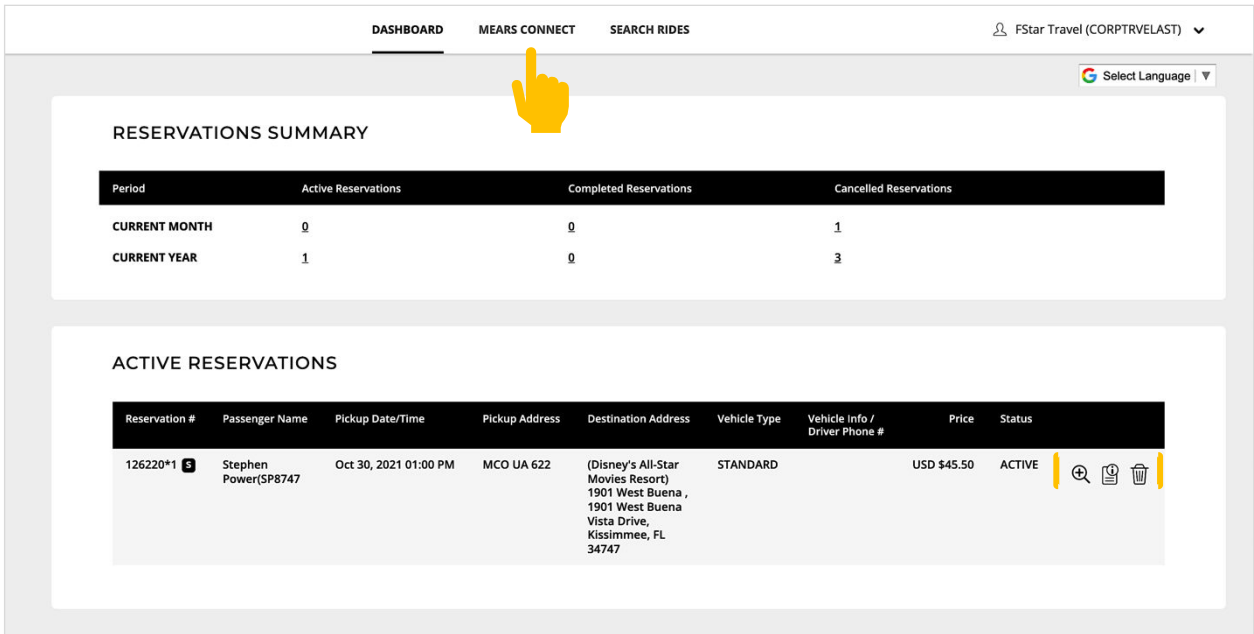 DASHBOARD MEARS CONNECT SEARCH RIDES FStar Travel (CORPTRVELAST)
G Select Language ▼
RESERVATIONS SUMMARY
Period Active Reservations Completed Reservations Cancelled Reservations
CURRENT MONTH 0 0 1
CURRENT YEAR 1 0 3
ACTIVE RESERVATIONS
Reservation # Passenger Name Pickup Date/Time Pickup Address Destination Address Vehicle Type Vehicle Info / Price Status
Driver Phone #
126220*1 S Stephen Oct 30, 2021 01:00 PM MCO UA 622 (Disney's All-Star STANDARD USD $45.50 ACTIVE
Power(SP8747 Movies Resort)
1901 West Buena ,
1901 West Buena
Vista Drive,
Kissimmee, FL
34747